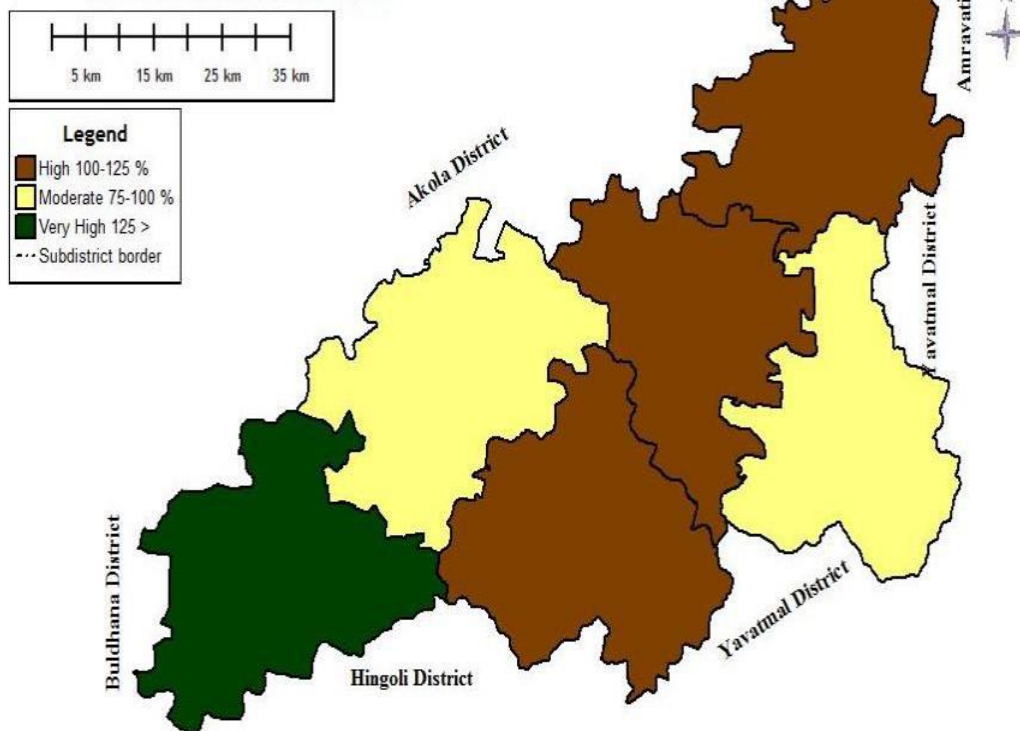 5 km 15 km 25 km 35 km
Legend
High 100-125 %
Moderate 75-100 %
Very High 125 >
Subdistrict border
Amravati
Akola District
Yavatmal District
Buldhana District
Yavatmal District
Hingoli District